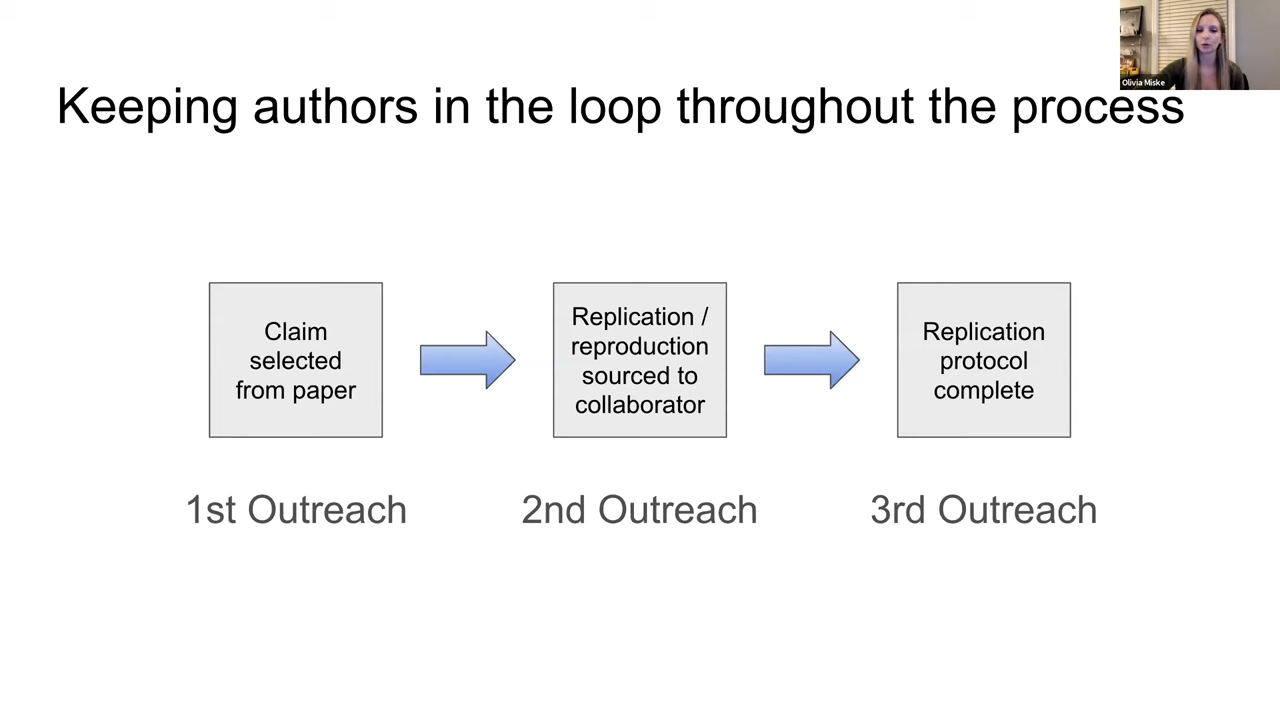 Olivia Miske
Keeping authors in the loop throughout the process
Claim
selected
from paper
Replication /
reproduction
sourced to
collaborator
Replication
protocol
complete
1st Outreach
2nd Outreach
3rd Outreach